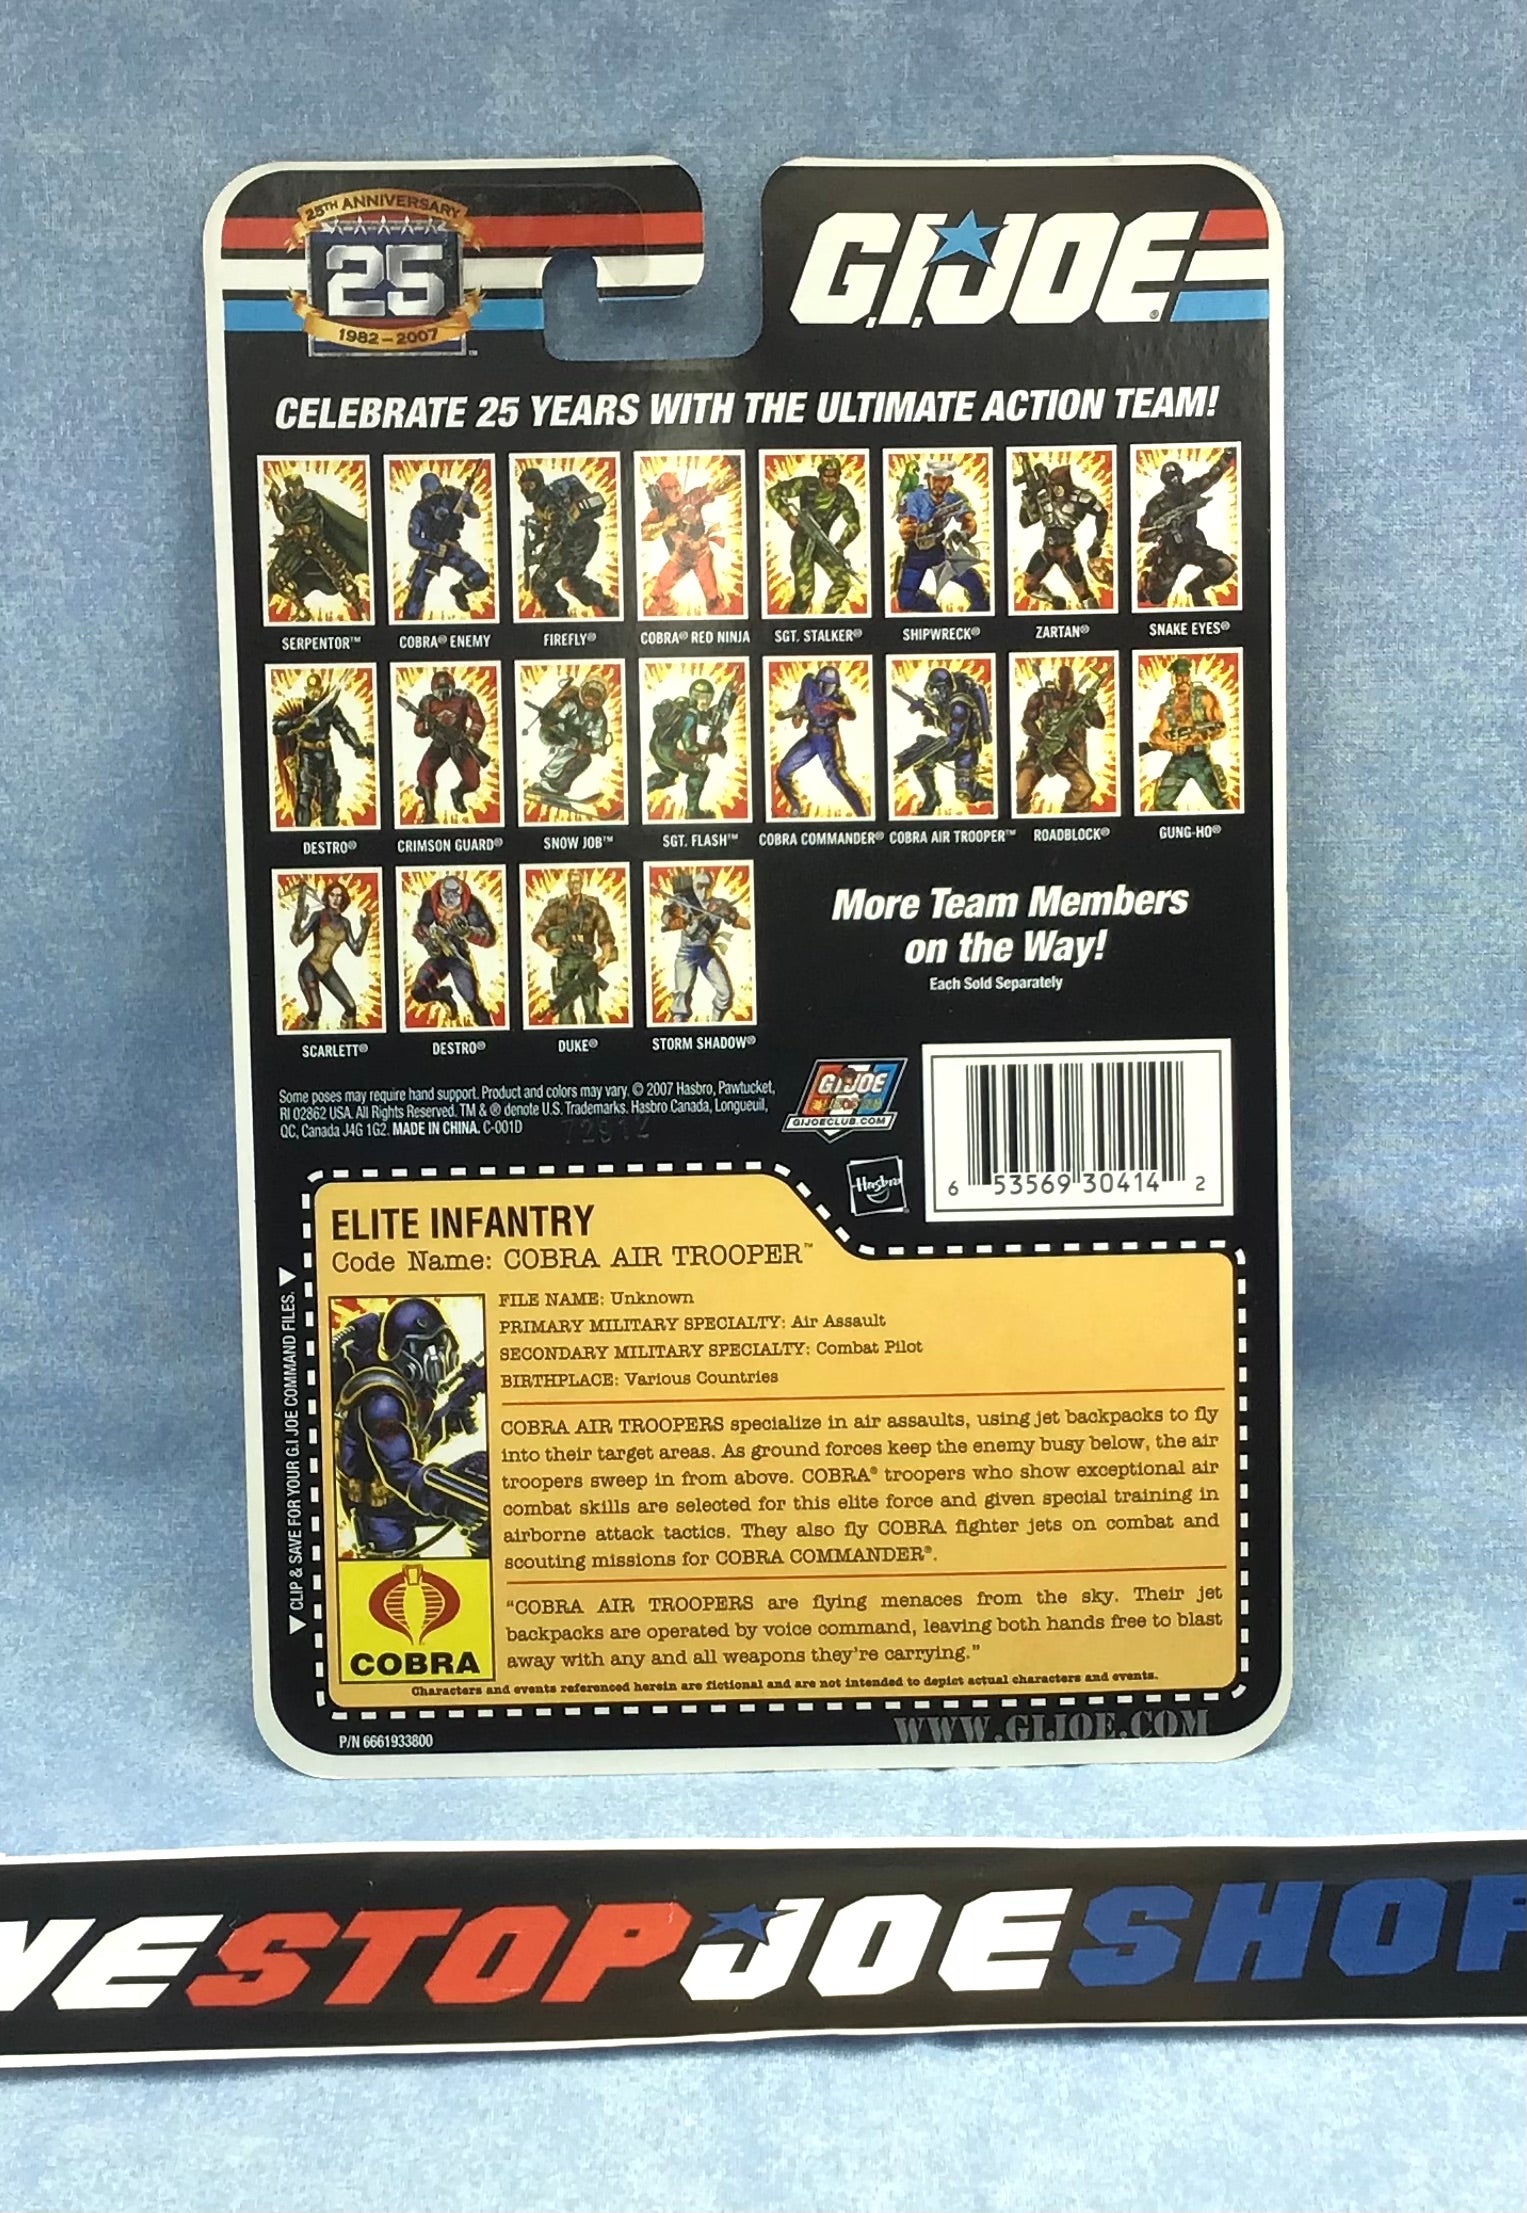 25TH ANNIVERSARY
25
1982-2007
G.I.JOE®
CELEBRATE 25 YEARS WITH THE ULTIMATE ACTION TEAM!
SERPENTOR™ COBRA® ENEMY FIREFLY® COBRA® RED NINJA SGT. STALKER® SHIPWRECK® ZARTAN® SNAKE EYES®
DESTRO® CRIMSON GUARD® SNOW JOB™ SGT. FLASH™ COBRA COMMANDER® COBRA AIR TROOPER™ ROADBLOCK® GUNG-HO®
SCARLETT® DESTRO® DUKE® STORM SHADOW®
More Team Members
on the Way!
Each Sold Separately
Some poses may require hand support. Product and colors may vary. © 2007 Hasbro, Pawtucket,
RI 02862 USA. All Rights Reserved. TM & ® denote U.S. Trademarks. Hasbro Canada, Longueuil,
QC, Canada J4G 1G2. MADE IN CHINA. C-001D
G.I.JOE
GIJOECLUB.COM
Hasbro
6 53569 30414 2
▼ CLIP & SAVE FOR YOUR G.I JOE COMMAND FILES. ▼
ELITE INFANTRY
Code Name: COBRA AIR TROOPER™
FILE NAME: Unknown
PRIMARY MILITARY SPECIALTY: Air Assault
SECONDARY MILITARY SPECIALTY: Combat Pilot
BIRTHPLACE: Various Countries
COBRA AIR TROOPERS specialize in air assaults, using jet backpacks to fly
into their target areas. As ground forces keep the enemy busy below, the air
troopers sweep in from above. COBRA® troopers who show exceptional air
combat skills are selected for this elite force and given special training in
airborne attack tactics. They also fly COBRA fighter jets on combat and
scouting missions for COBRA COMMANDER®.
"COBRA AIR TROOPERS are flying menaces from the sky. Their jet
backpacks are operated by voice command, leaving both hands free to blast
away with any and all weapons they're carrying."
COBRA
Characters and events referenced herein are fictional and are not intended to depict actual characters and events.
P/N 6661933800
WWW.GIJOE.COM
NESTOPJOESHOP